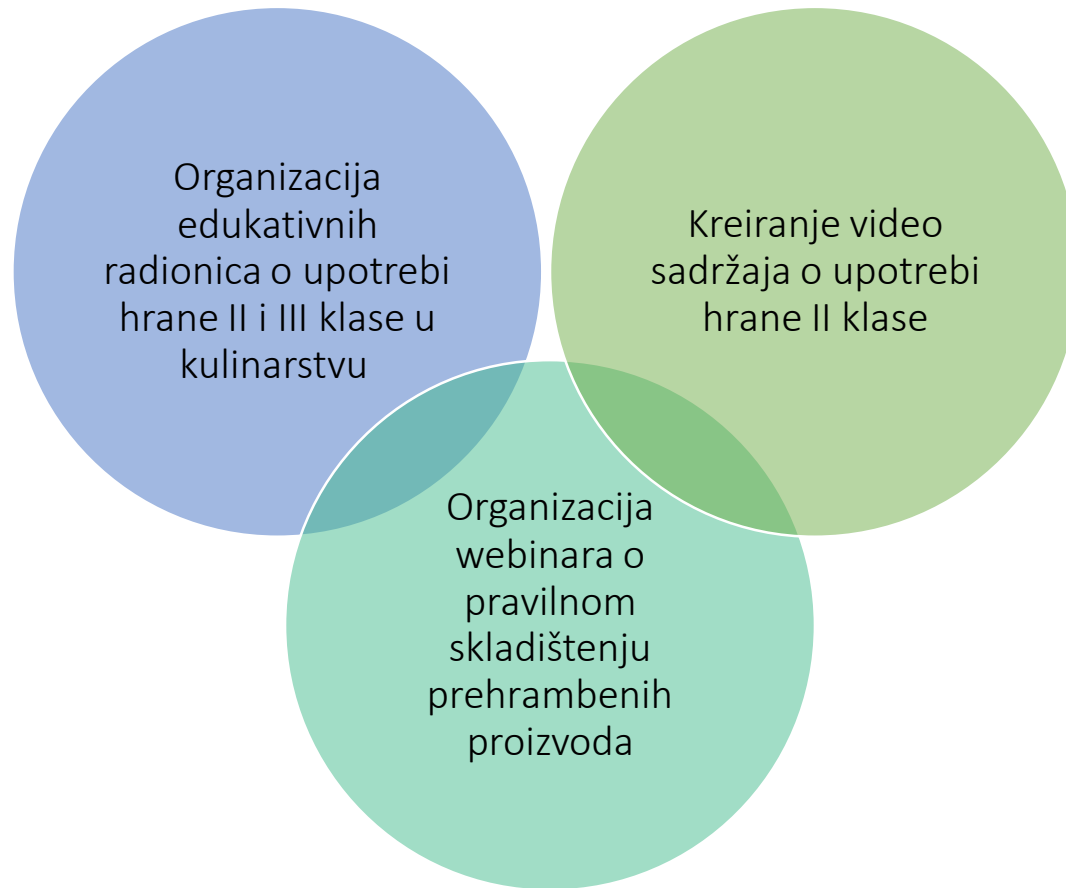 Organizacija
edukativnih
radionica o upotrebi
hrane II i III klase u
kulinarstvu
Kreiranje video
sadržaja o upotrebi
hrane II klase
Organizacija
webinara o
pravilnom
skladištenju
prehrambenih
proizvoda